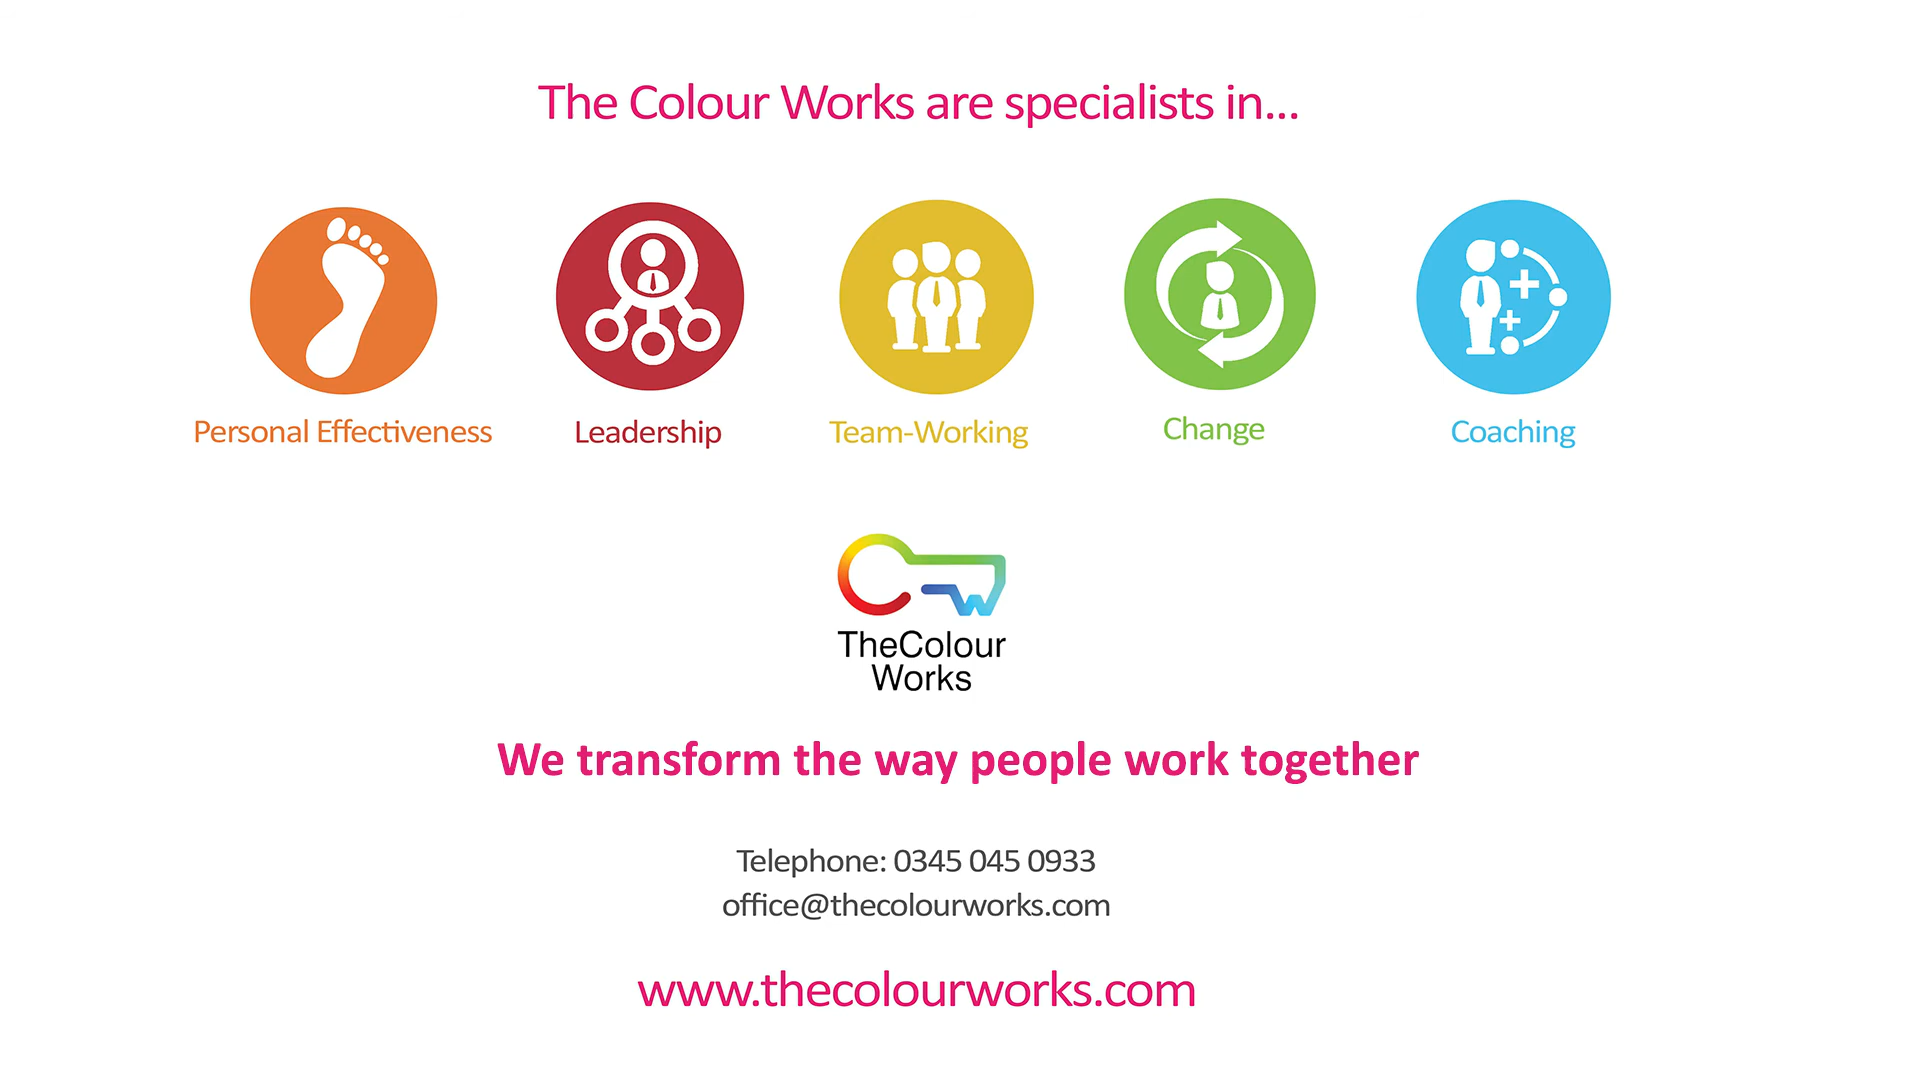 The Colour Works are specialists in...
Personal Effectiveness
Leadership
Team-Working
Change
Coaching
TheColour
Works
We transform the way people work together
Telephone: 0345 045 0933
office@thecolourworks.com
www.thecolourworks.com